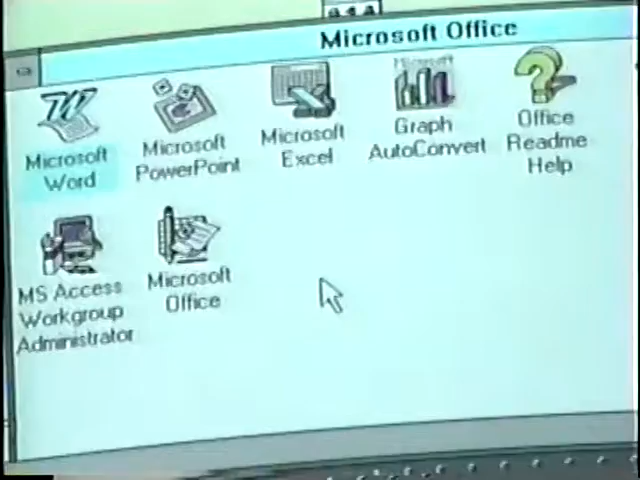 Microsoft Office
Microsoft
Word
Microsoft
PowerPoint
Microsoft
Excel
Microsoft
Graph
AutoConvert
Office
Readme
Help
MS Access
Workgroup
Administrator
Microsoft
Office